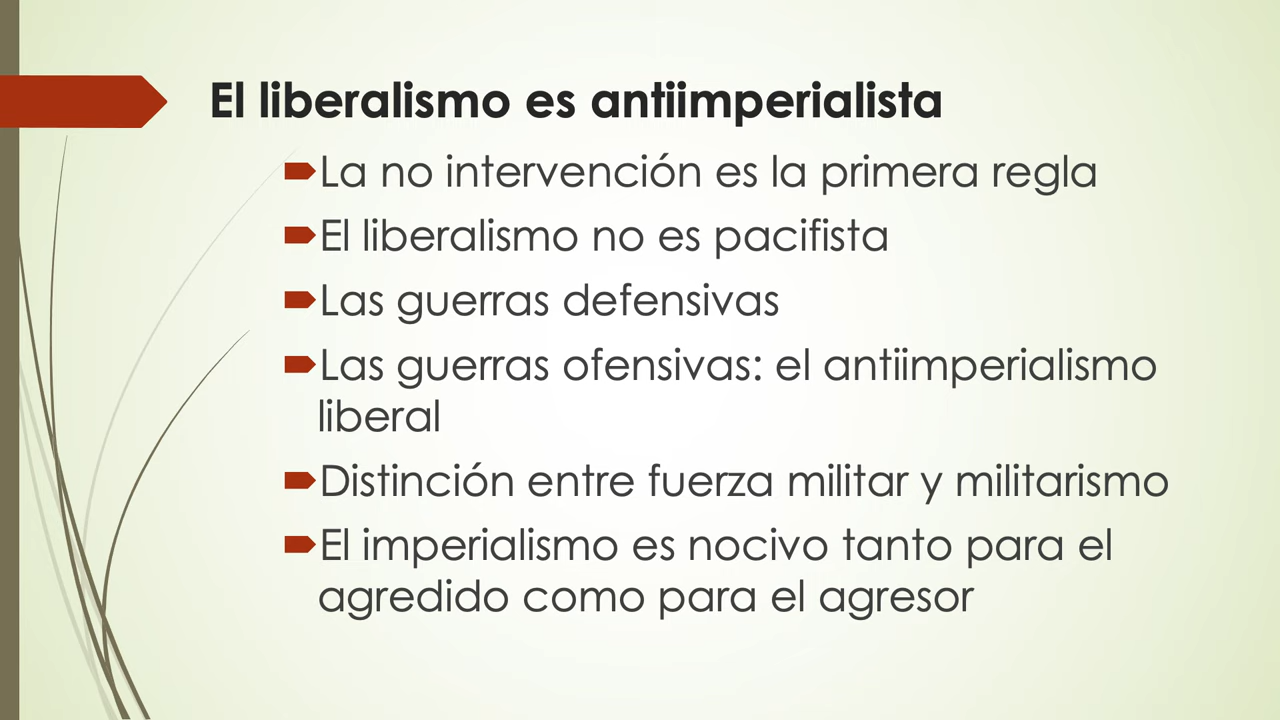 El liberalismo es antiimperialista
La no intervención es la primera regla
El liberalismo no es pacifista
Las guerras defensivas
Las guerras ofensivas: el antiimperialismo
liberal
Distinción entre fuerza militar y militarismo
El imperialismo es nocivo tanto para el
agredido como para el agresor